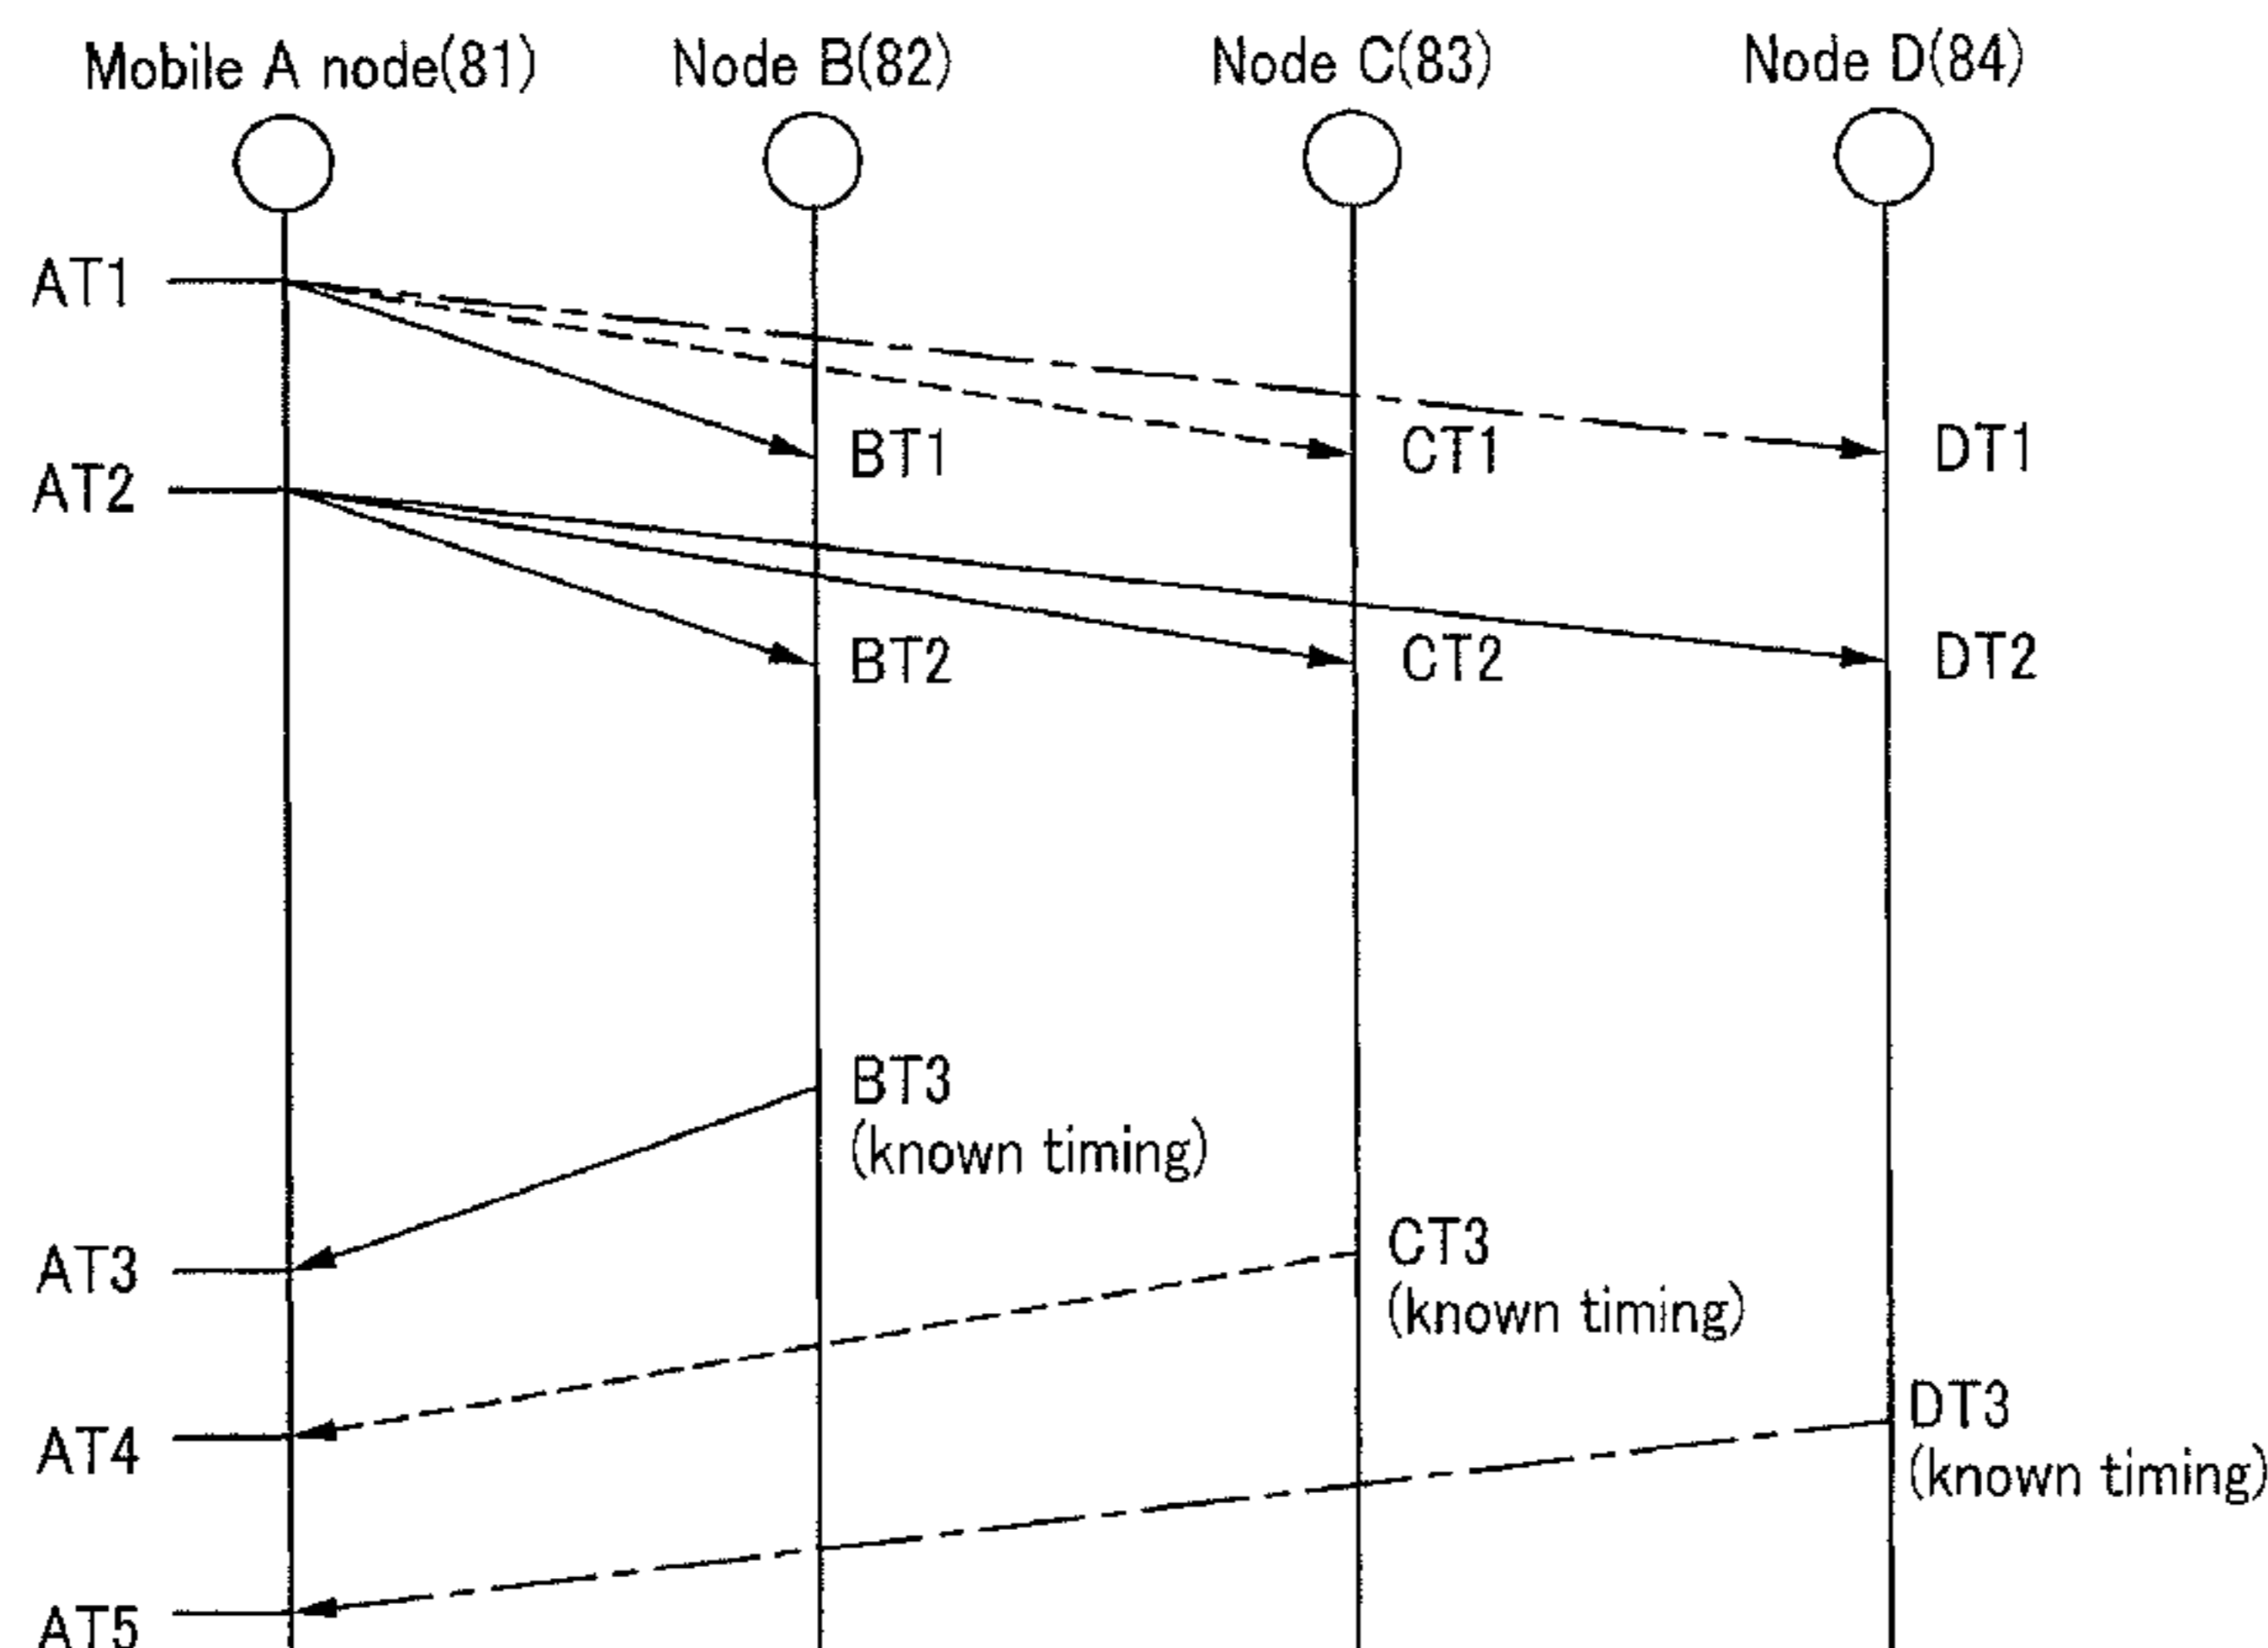 Mobile A node(81)
Node B(82)
Node C(83)
Node D(84)
AT1
BT1
CT1
DT1
AT2
BT2
CT2
DT2
BT3
(known timing)
AT3
CT3
(known timing)
AT4
DT3
(known timing)
AT5